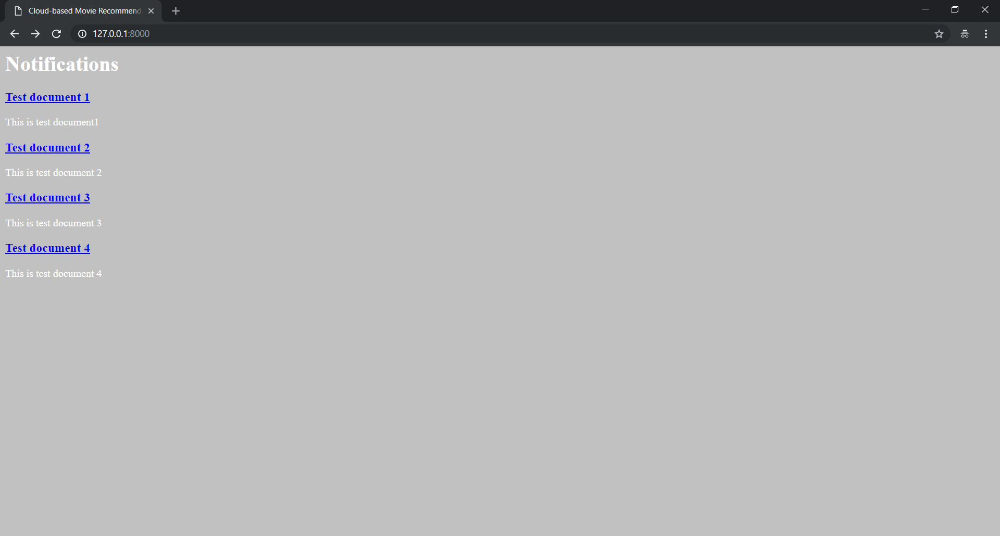 Cloud-based Movie Recommend
127.0.0.1:8000
Notifications
Test document 1
This is test document1
Test document 2
This is test document 2
Test document 3
This is test document 3
Test document 4
This is test document 4